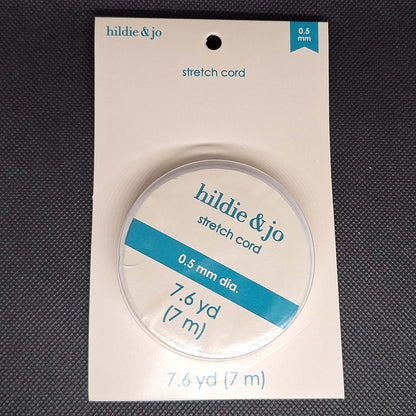 hildie & jo
0.5
mm
stretch cord
hildie & jo
stretch cord
0.5 mm dia.
7.6 yd
(7 m)
7.6 yd (7 m)